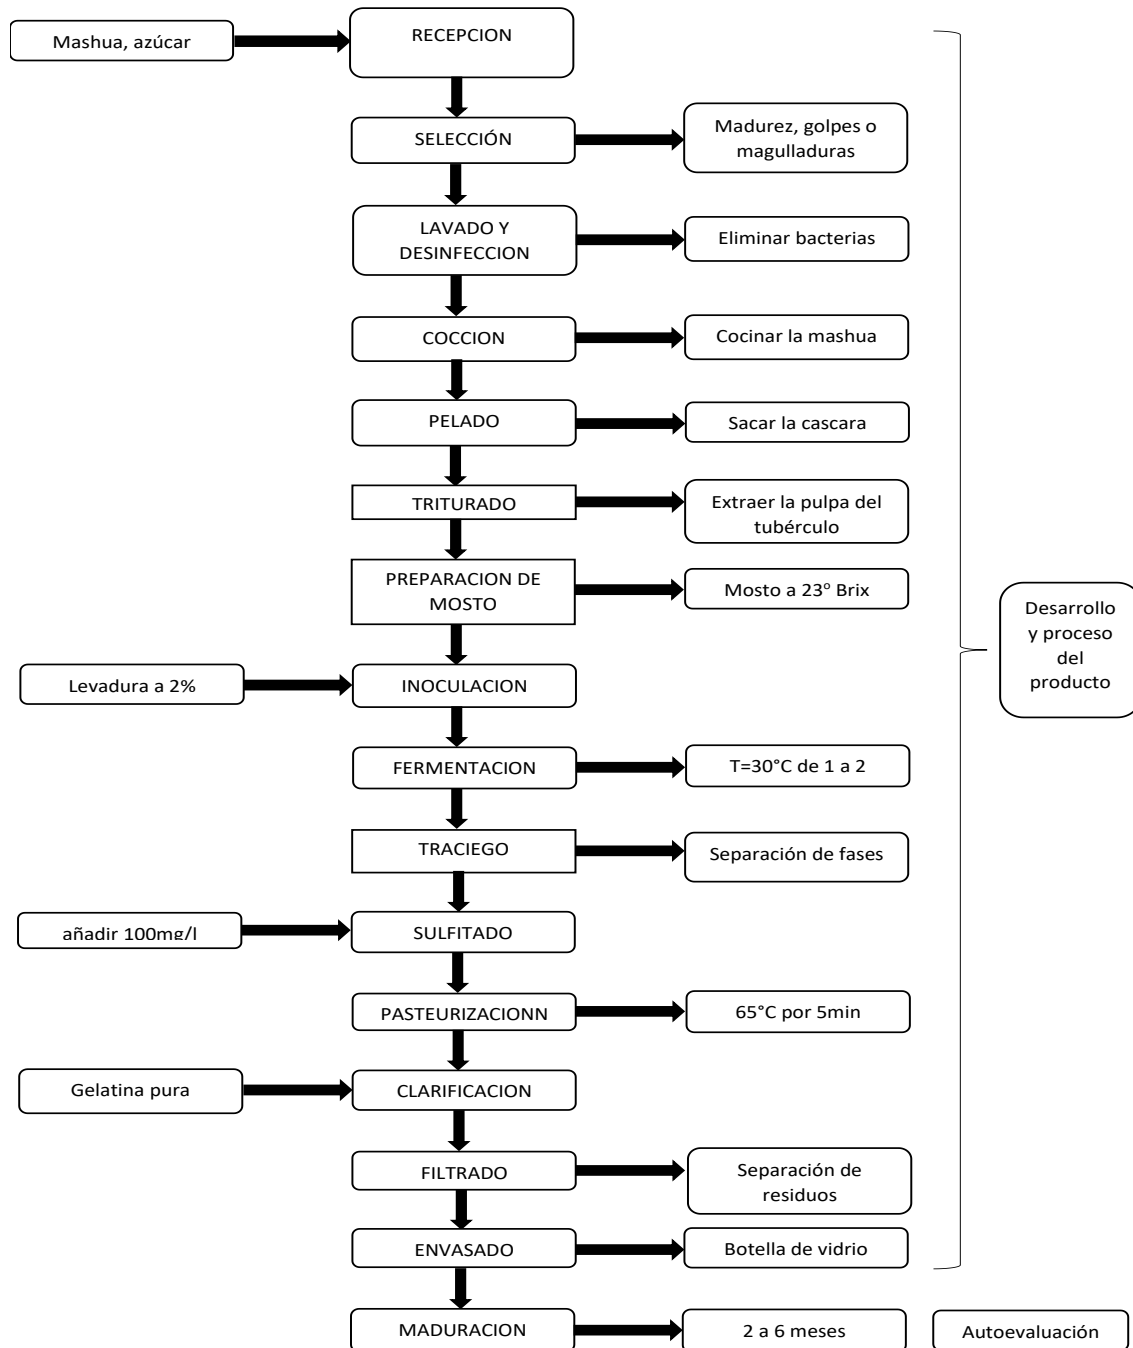 Mashua, azúcar
RECEPCION
SELECCIÓN
Madurez, golpes o
magulladuras
LAVADO Y
DESINFECCION
Eliminar bacterias
COCCION
Cocinar la mashua
PELADO
Sacar la cascara
TRITURADO
Extraer la pulpa del
tubérculo
PREPARACION DE
MOSTO
Mosto a 23° Brix
Desarrollo
y proceso
del
producto
Levadura a 2%
INOCULACION
FERMENTACION
T=30°C de 1 a 2
TRACIEGO
Separación de fases
añadir 100mg/l
SULFITADO
PASTEURIZACIONN
65°C por 5min
Gelatina pura
CLARIFICACION
FILTRADO
Separación de
residuos
ENVASADO
Botella de vidrio
MADURACION
2 a 6 meses
Autoevaluación